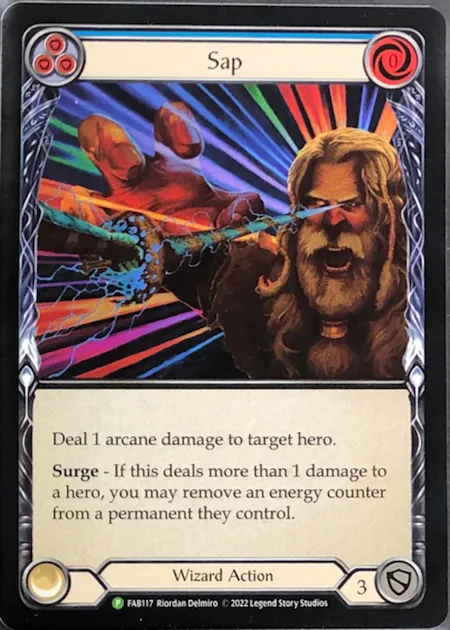 0
Sap
Deal 1 arcane damage to target hero.
Surge - If this deals more than 1 damage to
a hero, you may remove an energy counter
from a permanent they control.
Wizard Action
3
P FAB117 Riordan Delmiro © 2022 Legend Story Studios